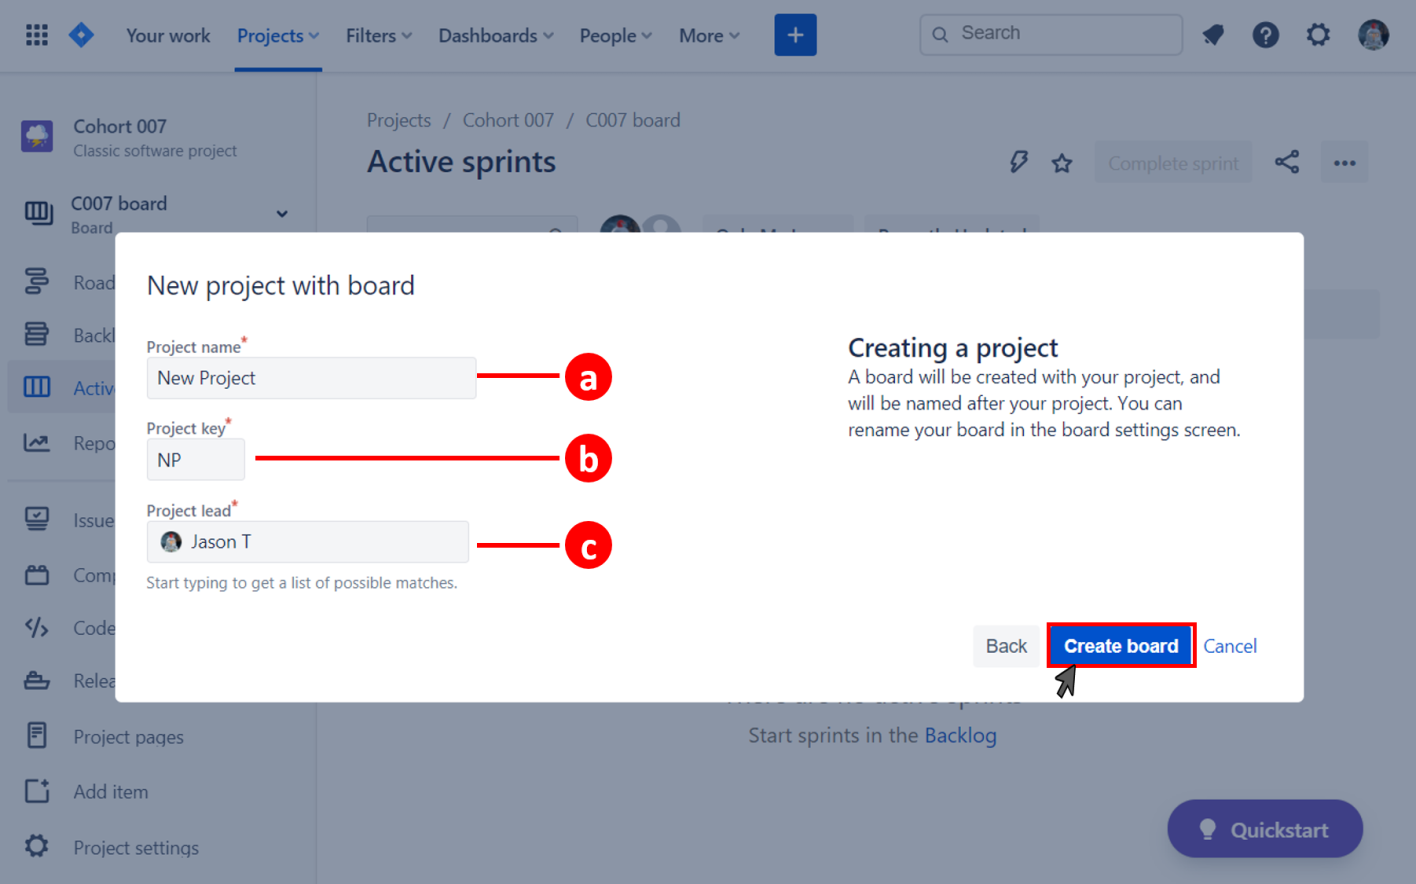 Your work
Projects
Filters
Dashboards
People
More
+
Search
?
Cohort 007
Classic software project
C007 board
Board
Projects / Cohort 007 / C007 board
Active sprints
Complete sprint
New project with board
Project name*
New Project
a
Project key*
NP
b
Project lead*
Jason T
c
Start typing to get a list of possible matches.
Creating a project
A board will be created with your project, and
will be named after your project. You can
rename your board in the board settings screen.
Back
Create board
Cancel
Start sprints in the Backlog
Project pages
Add item
Project settings
Quickstart